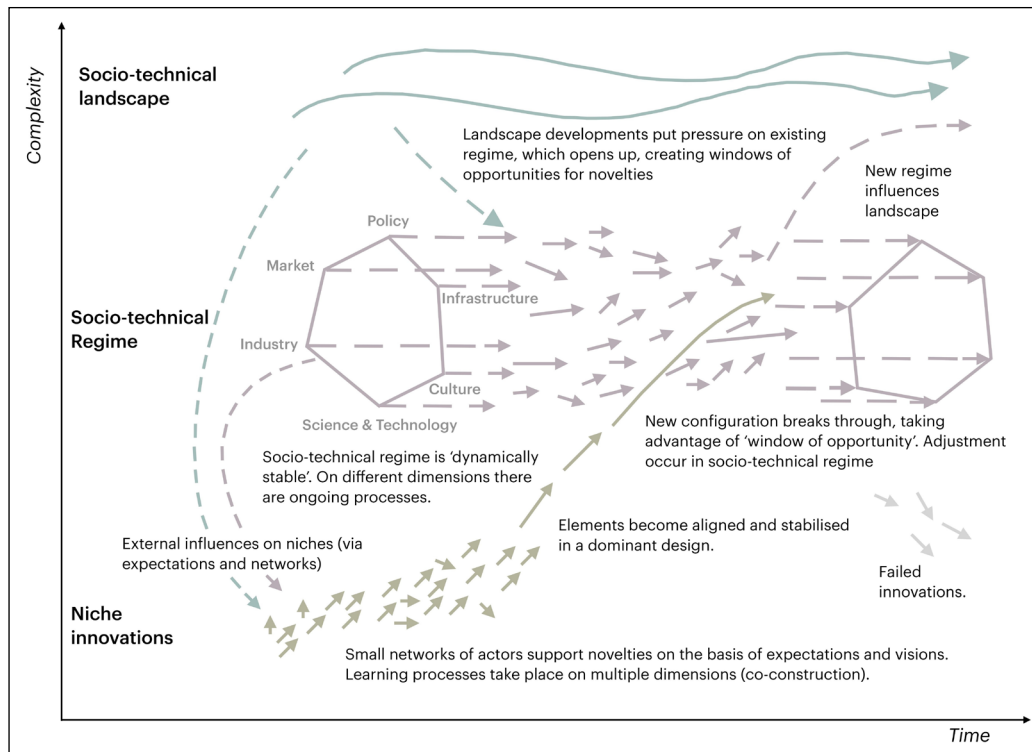 Complexity
Socio-technical
landscape
Landscape developments put pressure on existing
regime, which opens up, creating windows of
opportunities for novelties
New regime
influences
landscape
Policy
Market
Infrastructure
Socio-technical
Regime
Industry
Culture
Science & Technology
New configuration breaks through, taking
advantage of ‘window of opportunity’. Adjustment
occur in socio-technical regime
Socio-technical regime is ‘dynamically
stable’. On different dimensions there
are ongoing processes.
Elements become aligned and stabilised
in a dominant design.
External influences on niches (via
expectations and networks)
Failed
innovations.
Niche
innovations
Small networks of actors support novelties on the basis of expectations and visions.
Learning processes take place on multiple dimensions (co-construction).
Time